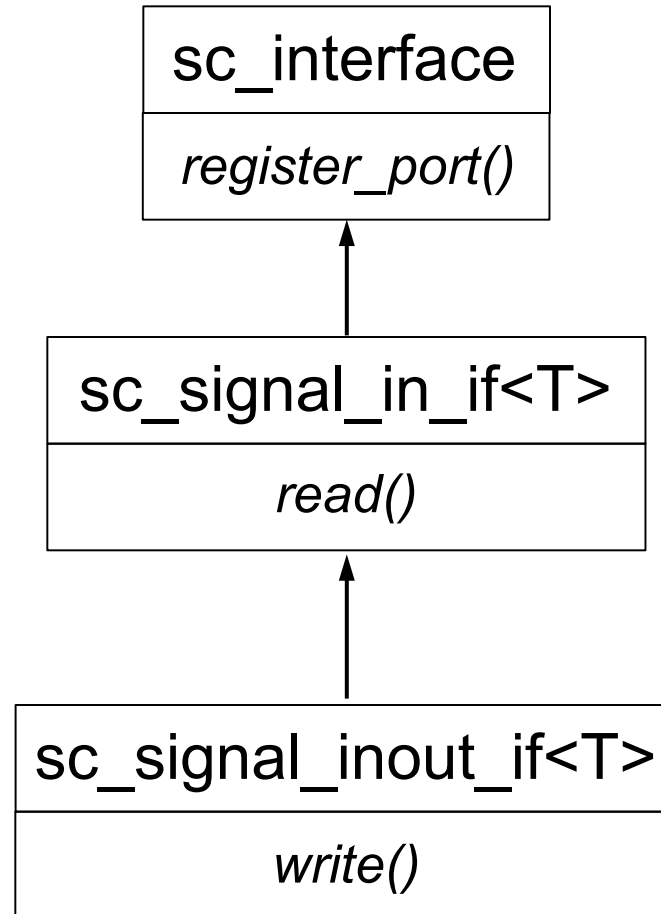 sc_interface
register_port()
sc_signal_in_if<T>
read()
sc_signal_inout_if<T>
write()